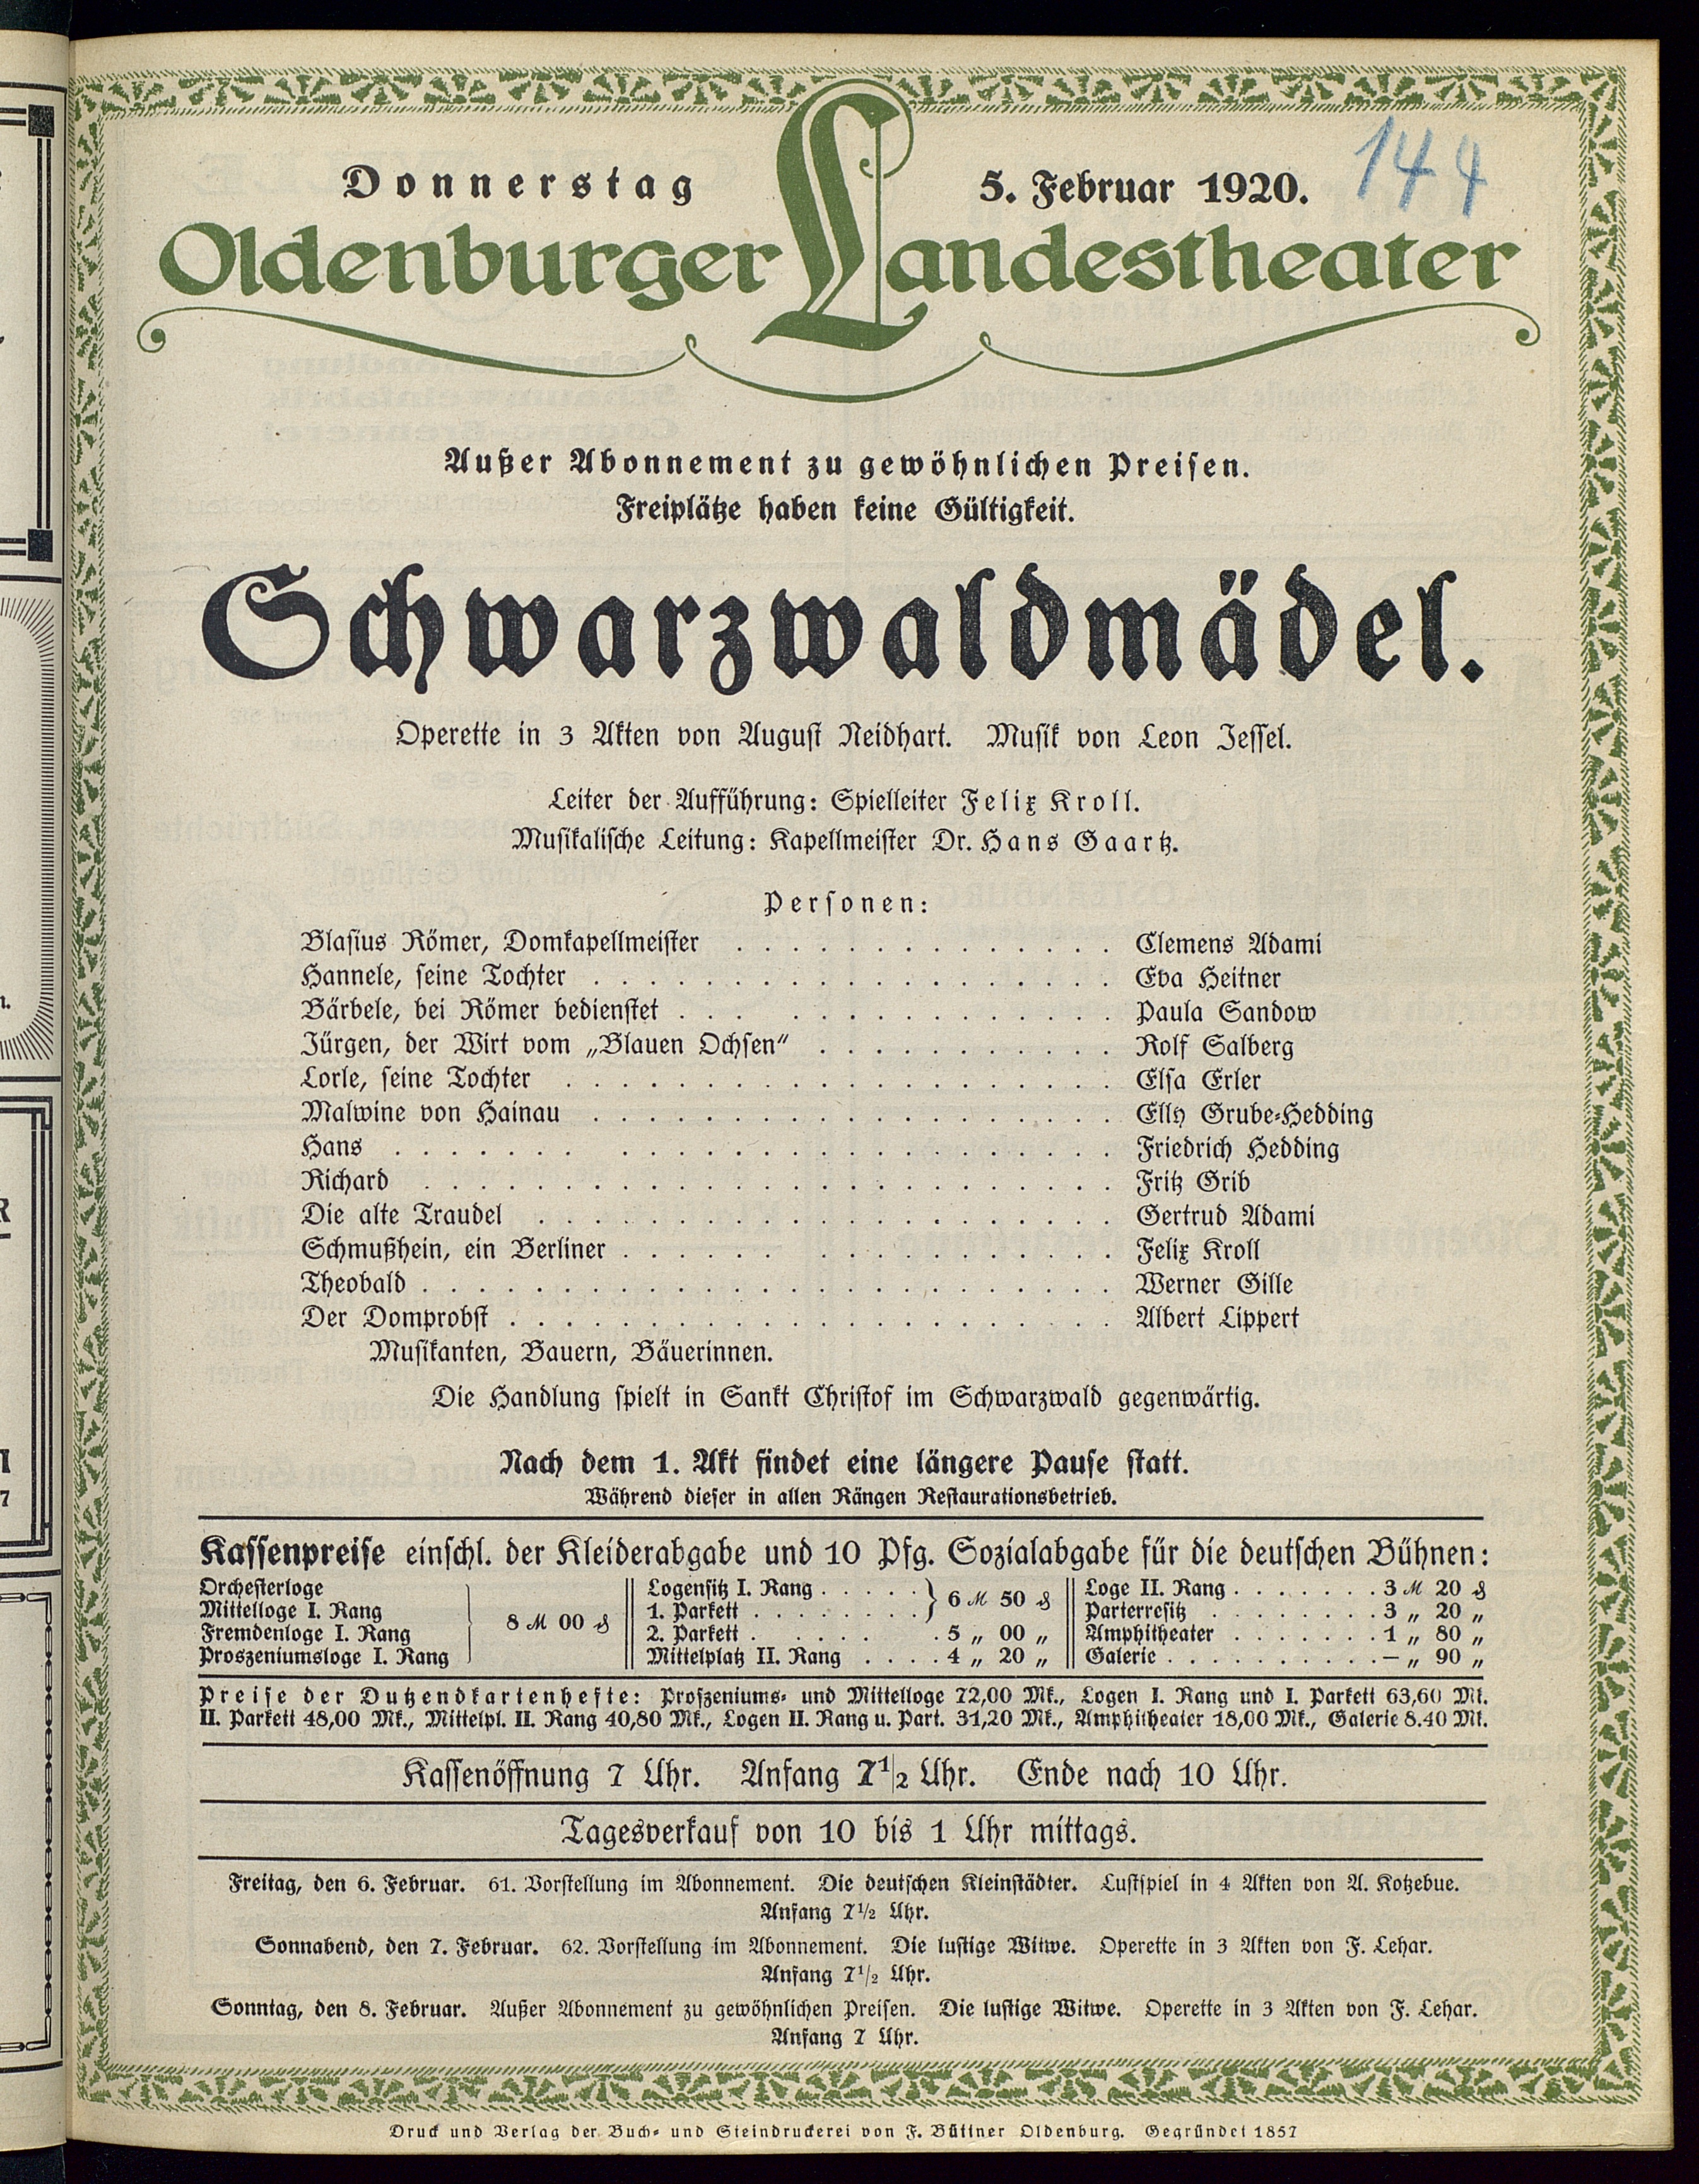 Donnerstag 5. Februar 1920. 144
Oldenburger Landestheater
Außer Abonnement zu gewöhnlichen Preisen.
Freiplätze haben keine Gültigkeit.
Schwarzwaldmädel.
Operette in 3 Akten von August Neidhart. Musik von Leon Jessel.
Leiter der Aufführung: Spielleiter Felix Kroll.
Musikalische Leitung: Kapellmeister Dr. Hans Gaartz.
Personen:
Blasius Römer, Domkapellmeister . . . . . . . . . . . . . . Clemens Adami
Hannele, seine Tochter . . . . . . . . . . . . . . . . . . . Eva Heitner
Bärbele, bei Römer bedienstet . . . . . . . . . . . . . . . Paula Sandow
Jürgen, der Wirt vom „Blauen Ochsen“ . . . . . . . . . . . Rolf Salberg
Lorle, seine Tochter . . . . . . . . . . . . . . . . . . . . Elsa Erler
Malwine von Hainau . . . . . . . . . . . . . . . . . . . Elly Grube-Hedding
Hans . . . . . . . . . . . . . . . . . . . . . . . . . Friedrich Hedding
Richard . . . . . . . . . . . . . . . . . . . . . . . . . Fritz Grib
Die alte Traudel . . . . . . . . . . . . . . . . . . . . . Gertrud Adami
Schmußhein, ein Berliner . . . . . . . . . . . . . . . . . . Felix Kroll
Theobald . . . . . . . . . . . . . . . . . . . . . . . . . Werner Gille
Der Domprobst . . . . . . . . . . . . . . . . . . . . . . Albert Lippert
Musikanten, Bauern, Bäuerinnen.
Die Handlung spielt in Sankt Christof im Schwarzwald gegenwärtig.
Nach dem 1. Akt findet eine längere Pause statt.
Während dieser in allen Rängen Restaurationsbetrieb.
Kassenpreise einschl. der Kleiderabgabe und 10 Pfg. Sozialabgabe für die deutschen Bühnen:
Orchesterloge
Mittelloge I. Rang
Fremdenloge I. Rang
Proszeniumsloge I. Rang
8 M 00 ₰
Logensitz I. Rang . . . . .
1. Parkett . . . . . . . .
6 M 50 ₰
2. Parkett . . . . . . . 5 „ 00 „
Mittelplatz II. Rang . . . . 4 „ 20 „
Loge II. Rang . . . . . . . 3 M 20 ₰
Parterresitz . . . . . . . . 3 „ 20 „
Amphitheater . . . . . . . 1 „ 80 „
Galerie . . . . . . . . . . — „ 90 „
Preise der Dutzendkartenhefte: Proszeniums- und Mittelloge 72,00 Mk., Logen I. Rang und I. Parkett 63,60 Mk.
II. Parkett 48,00 Mk., Mittelpl. II. Rang 40,80 Mk., Logen II. Rang u. Part. 31,20 Mk., Amphitheater 18,00 Mk., Galerie 8.40 Mk.
Kassenöffnung 7 Uhr. Anfang 7½ Uhr. Ende nach 10 Uhr.
Tagesverkauf von 10 bis 1 Uhr mittags.
Freitag, den 6. Februar. 61. Vorstellung im Abonnement. Die deutschen Kleinstädter. Lustspiel in 4 Akten von A. Kotzebue.
Anfang 7½ Uhr.
Sonnabend, den 7. Februar. 62. Vorstellung im Abonnement. Die lustige Witwe. Operette in 3 Akten von F. Lehar.
Anfang 7½ Uhr.
Sonntag, den 8. Februar. Außer Abonnement zu gewöhnlichen Preisen. Die lustige Witwe. Operette in 3 Akten von F. Lehar.
Anfang 7 Uhr.
Druck und Verlag der Buch- und Steindruckerei von F. Büttner Oldenburg. Gegründet 1857